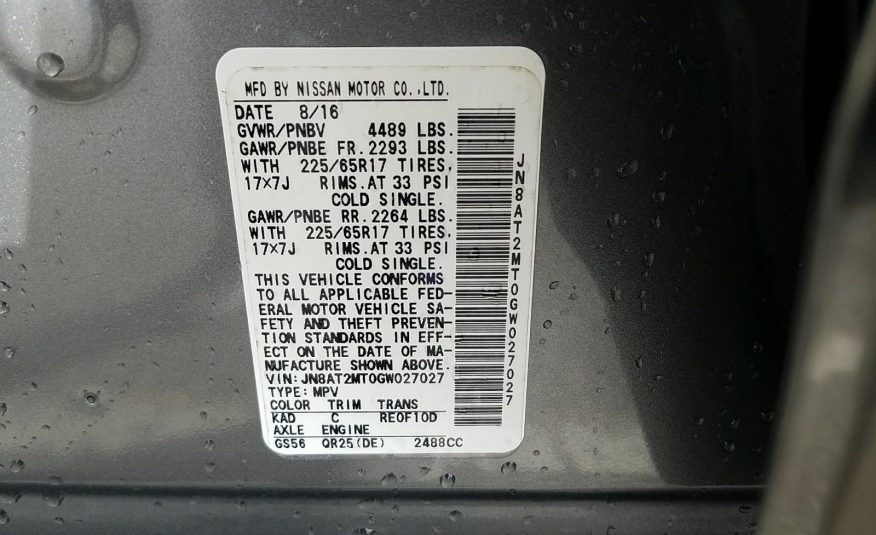 MFD BY NISSAN MOTOR CO.,LTD.
DATE 8/16
GVWR/PNBV 4489 LBS.
GAWR/PNBE FR. 2293 LBS.
WITH 225/65R17 TIRES,
17×7J RIMS.AT 33 PSI
COLD SINGLE.
GAWR/PNBE RR. 2264 LBS.
WITH 225/65R17 TIRES,
17×7J RIMS.AT 33 PSI
COLD SINGLE.
THIS VEHICLE CONFORMS
TO ALL APPLICABLE FED-
ERAL MOTOR VEHICLE SA-
FETY AND THEFT PREVEN-
TION STANDARDS IN EFF-
ECT ON THE DATE OF MA-
NUFACTURE SHOWN ABOVE.
VIN: JN8AT2MT0GW027027
TYPE: MPV
COLOR TRIM TRANS
KAD C RE0F10D
AXLE ENGINE
GS56 QR25(DE) 2488CC
JN8AT2MT0GW027027